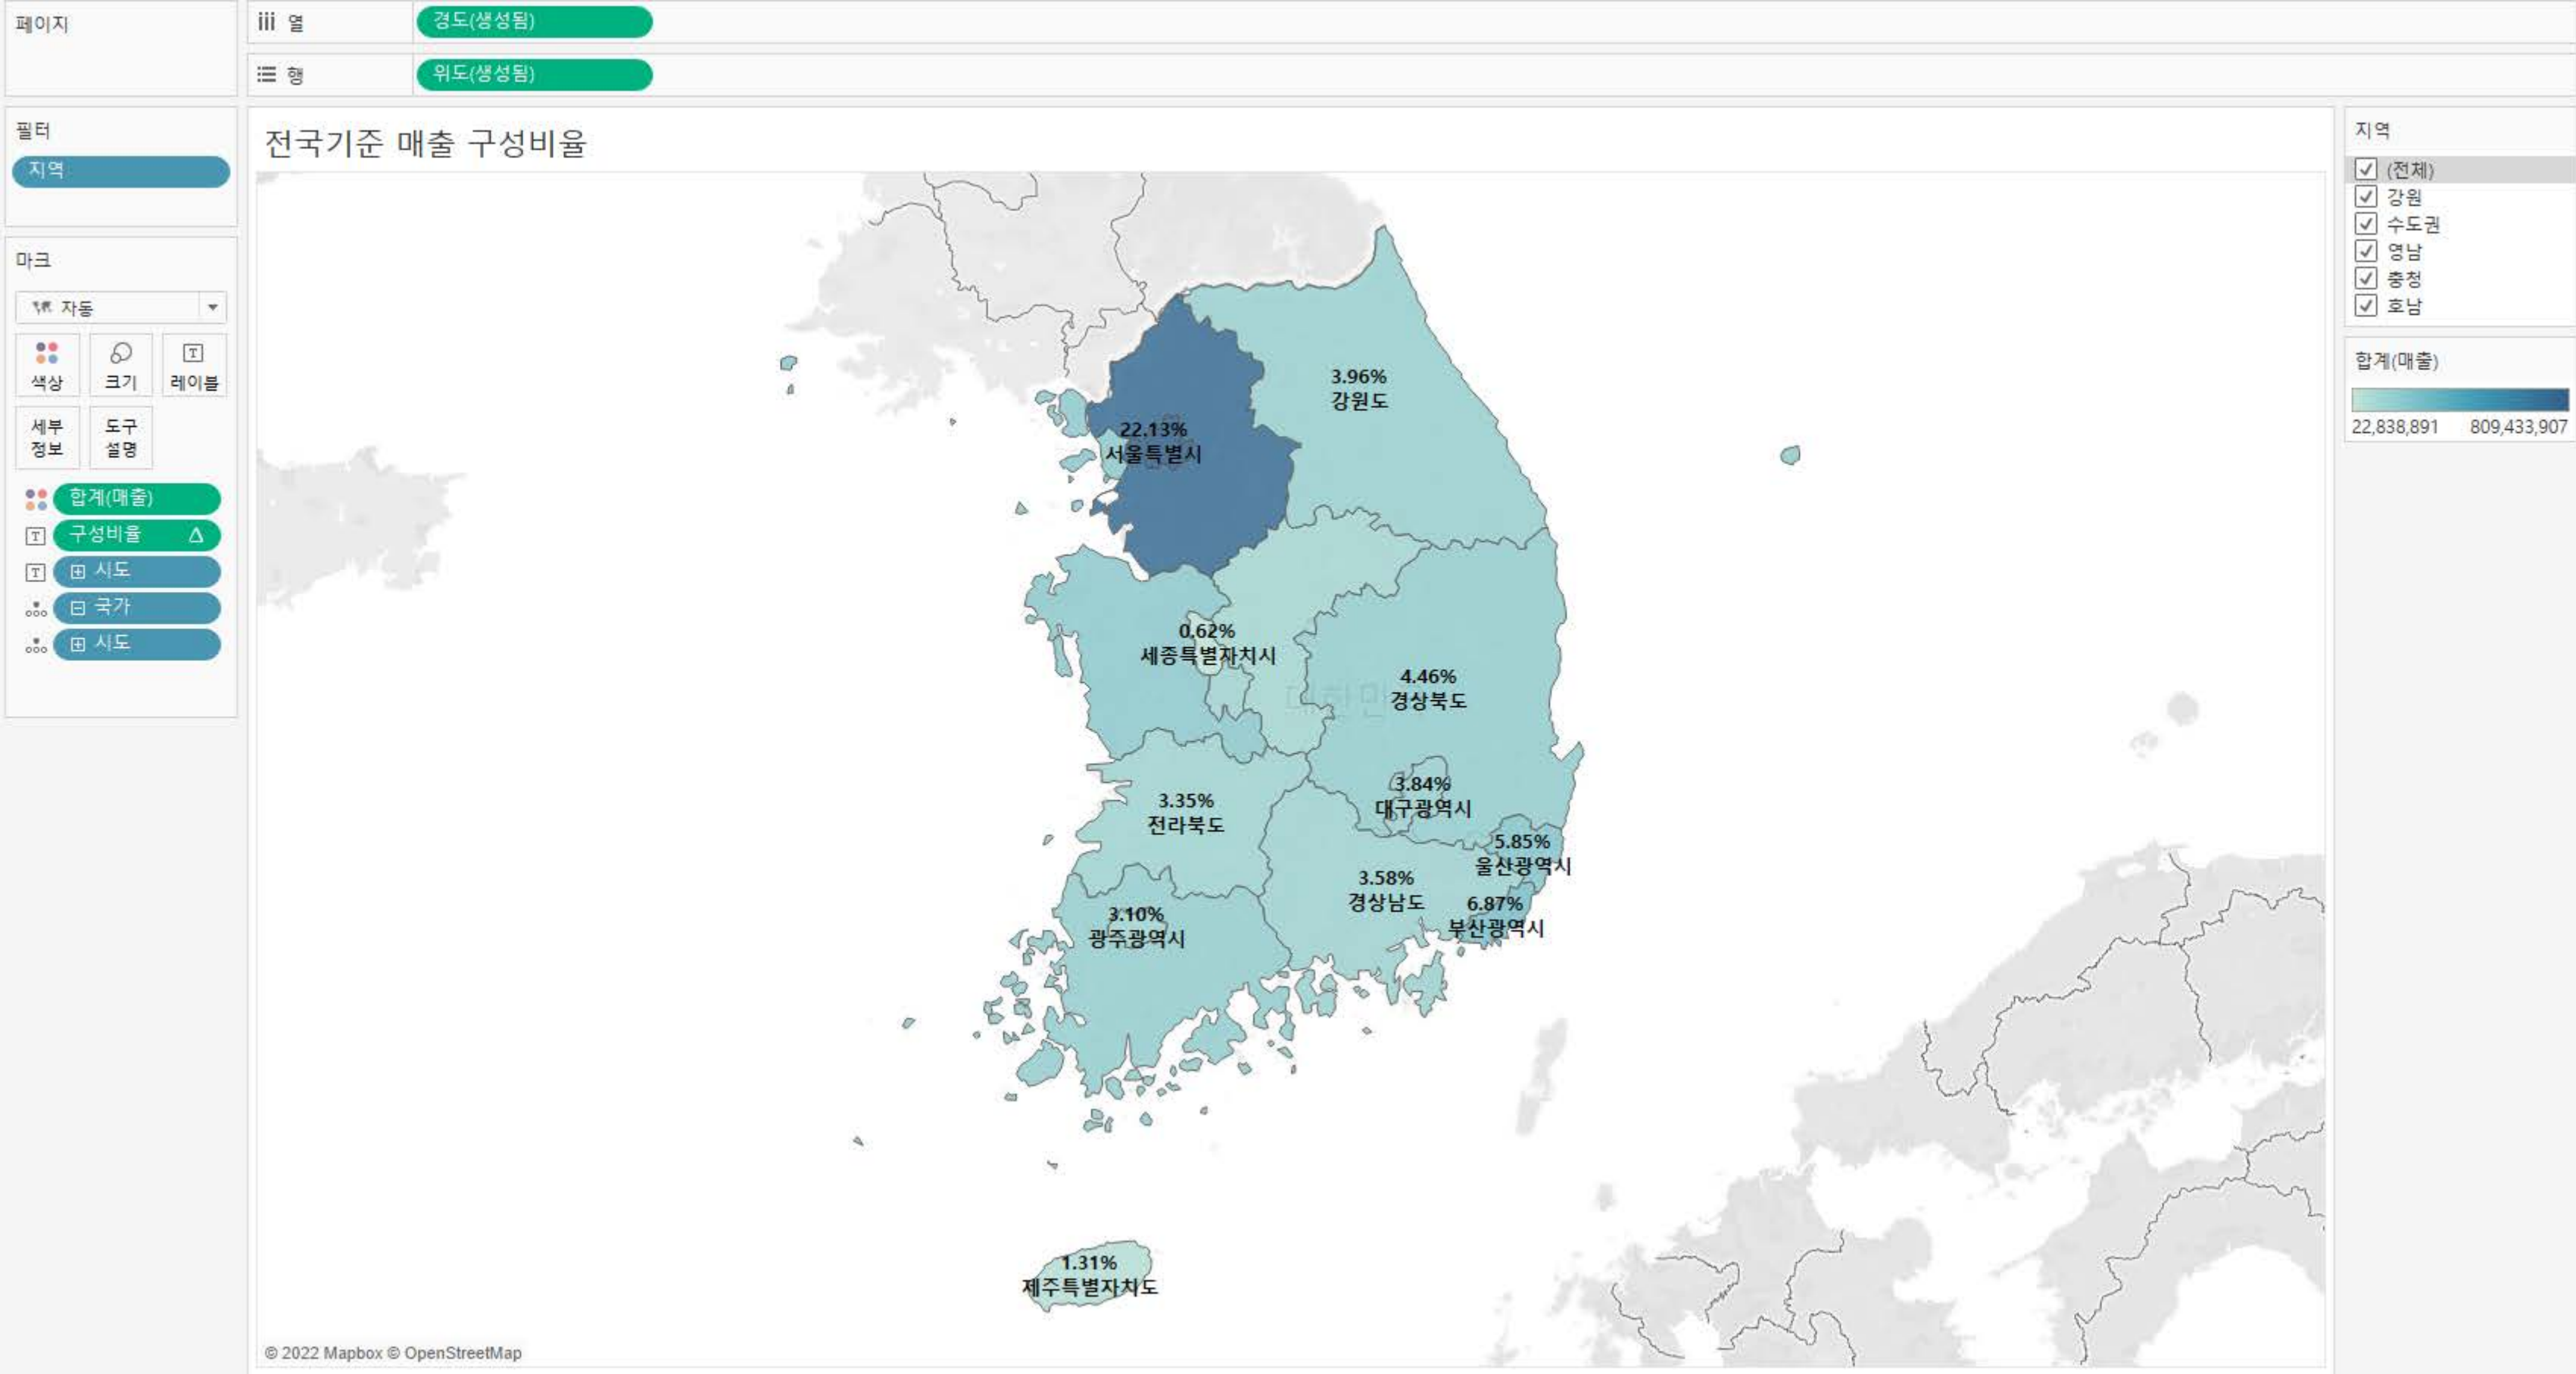 페이지
iii 열
경도(생성됨)
행
위도(생성됨)
필터
지역
마크
자동
색상
크기
T
레이블
세부
정보
도구
설명
합계(매출)
T
구성비율 Δ
T
시도
국가
시도
전국기준 매출 구성비율
3.96%
강원도
22.13%
서울특별시
0.62%
세종특별자치시
4.46%
경상북도
대한민
3.84%
대구광역시
3.35%
전라북도
5.85%
울산광역시
3.58%
경상남도
6.87%
부산광역시
3.10%
광주광역시
1.31%
제주특별자치도
© 2022 Mapbox © OpenStreetMap
지역
(전체)
강원
수도권
영남
충청
호남
합계(매출)
22,838,891 809,433,907